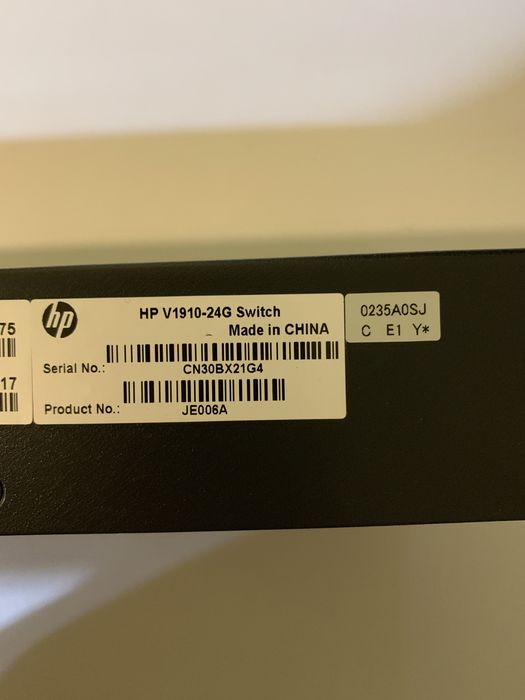 75
17
hp
HP V1910-24G Switch
Made in CHINA
Serial No.:
CN30BX21G4
Product No.:
JE006A
0235A0SJ
C E1 Y*